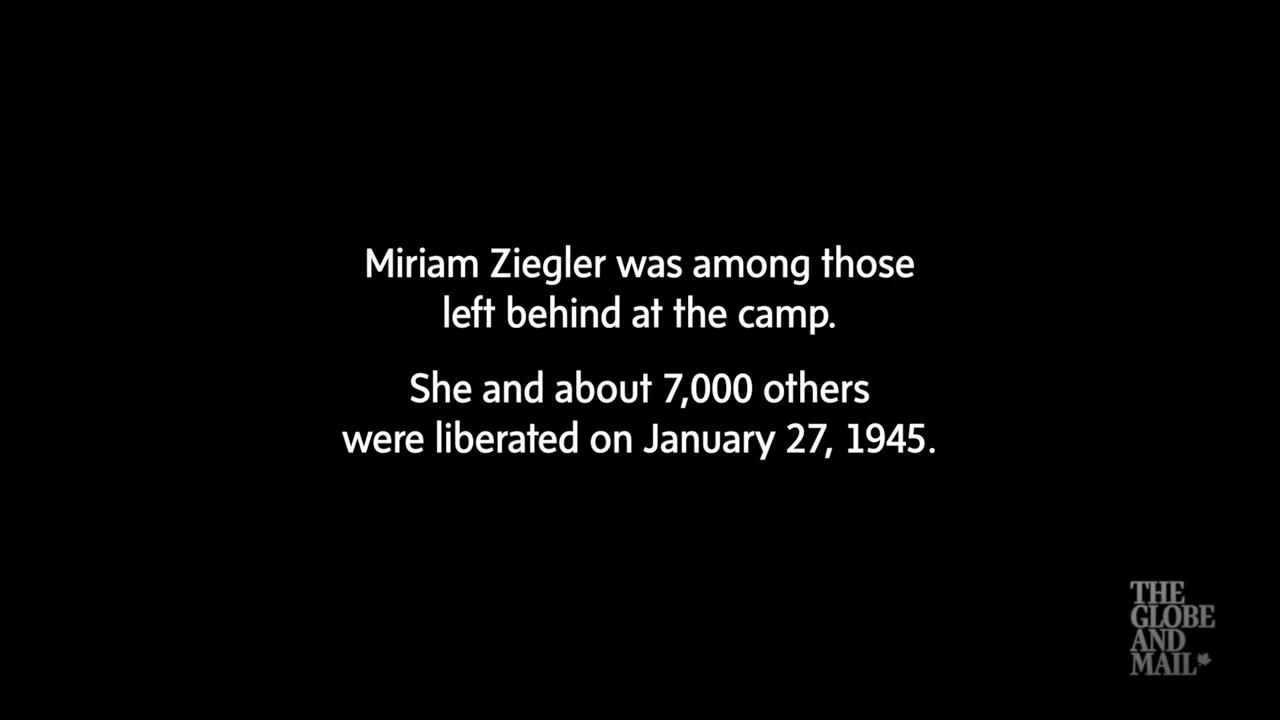 Miriam Ziegler was among those
left behind at the camp.
She and about 7,000 others
were liberated on January 27, 1945.
THE
GLOBE
AND
MAIL